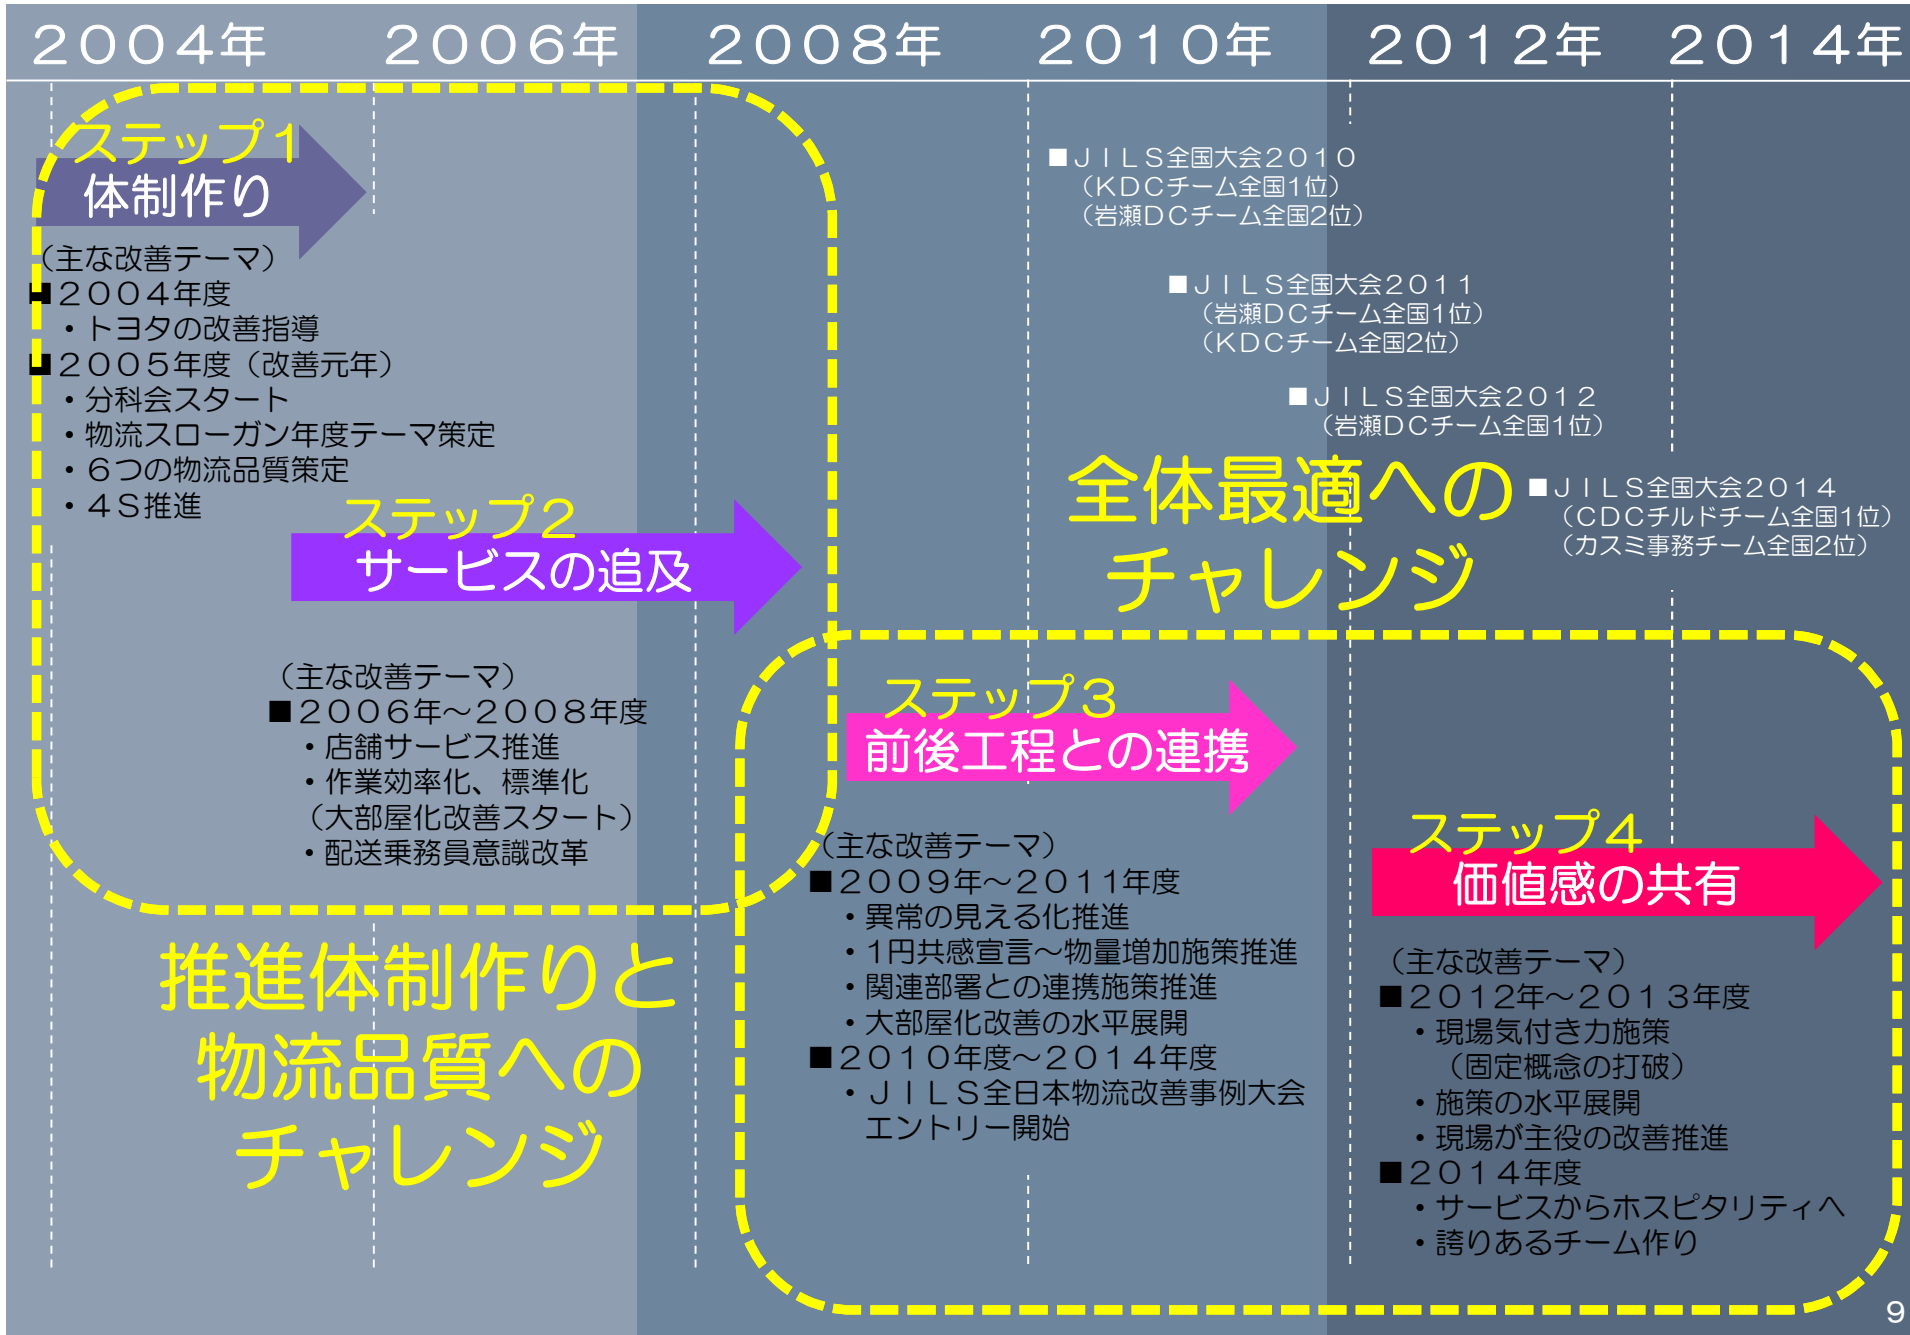 ２００４年　２００６年　２００８年　２０１０年　２０１２年　２０１４年
ステップ１
体制作り
（主な改善テーマ）
■２００４年度
・トヨタの改善指導
■２００５年度（改善元年）
・分科会スタート
・物流スローガン年度テーマ策定
・６つの物流品質策定
・４Ｓ推進
ステップ２
サービスの追及
（主な改善テーマ）
■２００６年～２００８年度
・店舗サービス推進
・作業効率化、標準化
（大部屋化改善スタート）
・配送乗務員意識改革
推進体制作りと
物流品質への
チャレンジ
■ＪＩＬＳ全国大会２０１０
（ＫＤＣチーム全国1位）
（岩瀬ＤＣチーム全国2位）
■ＪＩＬＳ全国大会２０１１
（岩瀬ＤＣチーム全国1位）
（ＫＤＣチーム全国2位）
■ＪＩＬＳ全国大会２０１２
（岩瀬ＤＣチーム全国1位）
■ＪＩＬＳ全国大会２０１４
（ＣＤＣチルドチーム全国1位）
（カスミ事務チーム全国2位）
全体最適への
チャレンジ
ステップ３
前後工程との連携
（主な改善テーマ）
■２００９年～２０１１年度
・異常の見える化推進
・１円共感宣言～物量増加施策推進
・関連部署との連携施策推進
・大部屋化改善の水平展開
■２０１０年度～２０１４年度
・ＪＩＬＳ全日本物流改善事例大会
エントリー開始
ステップ４
価値感の共有
（主な改善テーマ）
■２０１２年～２０１３年度
・現場気付き力施策
（固定概念の打破）
・施策の水平展開
・現場が主役の改善推進
■２０１４年度
・サービスからホスピタリティへ
・誇りあるチーム作り
9